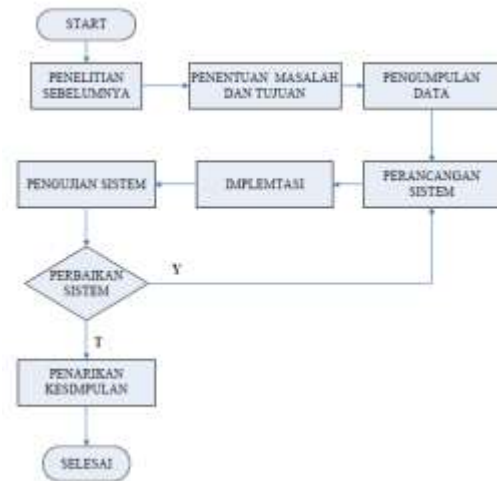 START
PENELITIAN
SEBELUMNYA
PENENTUAN MASALAH
DAN TUJUAN
PENGUMPULAN
DATA
PERANCANGAN
SISTEM
IMPLEMTASI
PENGUJIAN SISTEM
PERBAIKAN
SISTEM
Y
T
PENARIKAN
KESIMPULAN
SELESAI